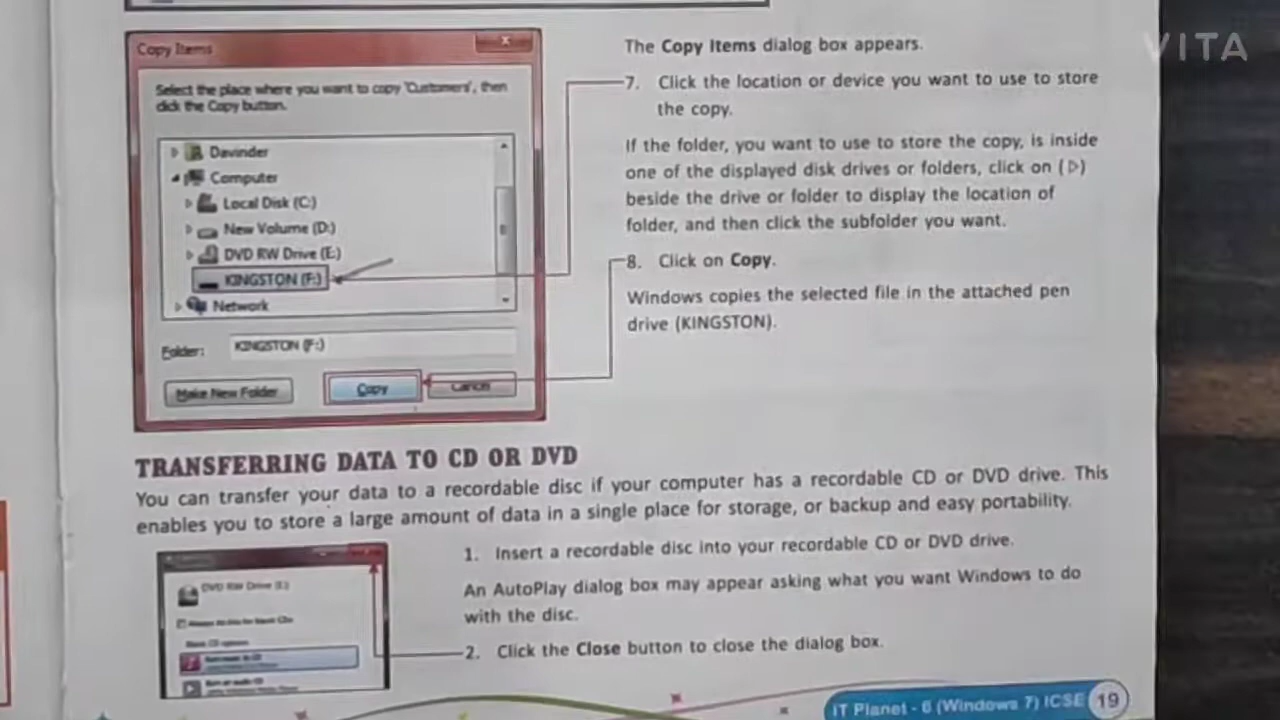 VITA
Copy Items
Select the place where you want to copy 'Customers', then
click the Copy button.
Davinder
Computer
Local Disk (C:)
New Volume (D:)
DVD RW Drive (E:)
KINGSTON (F:)
Network
Folder: KINGSTON (F:)
Make New Folder Copy Cancel
The Copy Items dialog box appears.
7. Click the location or device you want to use to store
the copy.
If the folder, you want to use to store the copy, is inside
one of the displayed disk drives or folders, click on (▷)
beside the drive or folder to display the location of
folder, and then click the subfolder you want.
8. Click on Copy.
Windows copies the selected file in the attached pen
drive (KINGSTON).
TRANSFERRING DATA TO CD OR DVD
You can transfer your data to a recordable disc if your computer has a recordable CD or DVD drive. This
enables you to store a large amount of data in a single place for storage, or backup and easy portability.
DVD RW Drive (E:)
1. Insert a recordable disc into your recordable CD or DVD drive.
An AutoPlay dialog box may appear asking what you want Windows to do
with the disc.
2. Click the Close button to close the dialog box.
IT Planet - 6 (Windows 7) ICSE 19